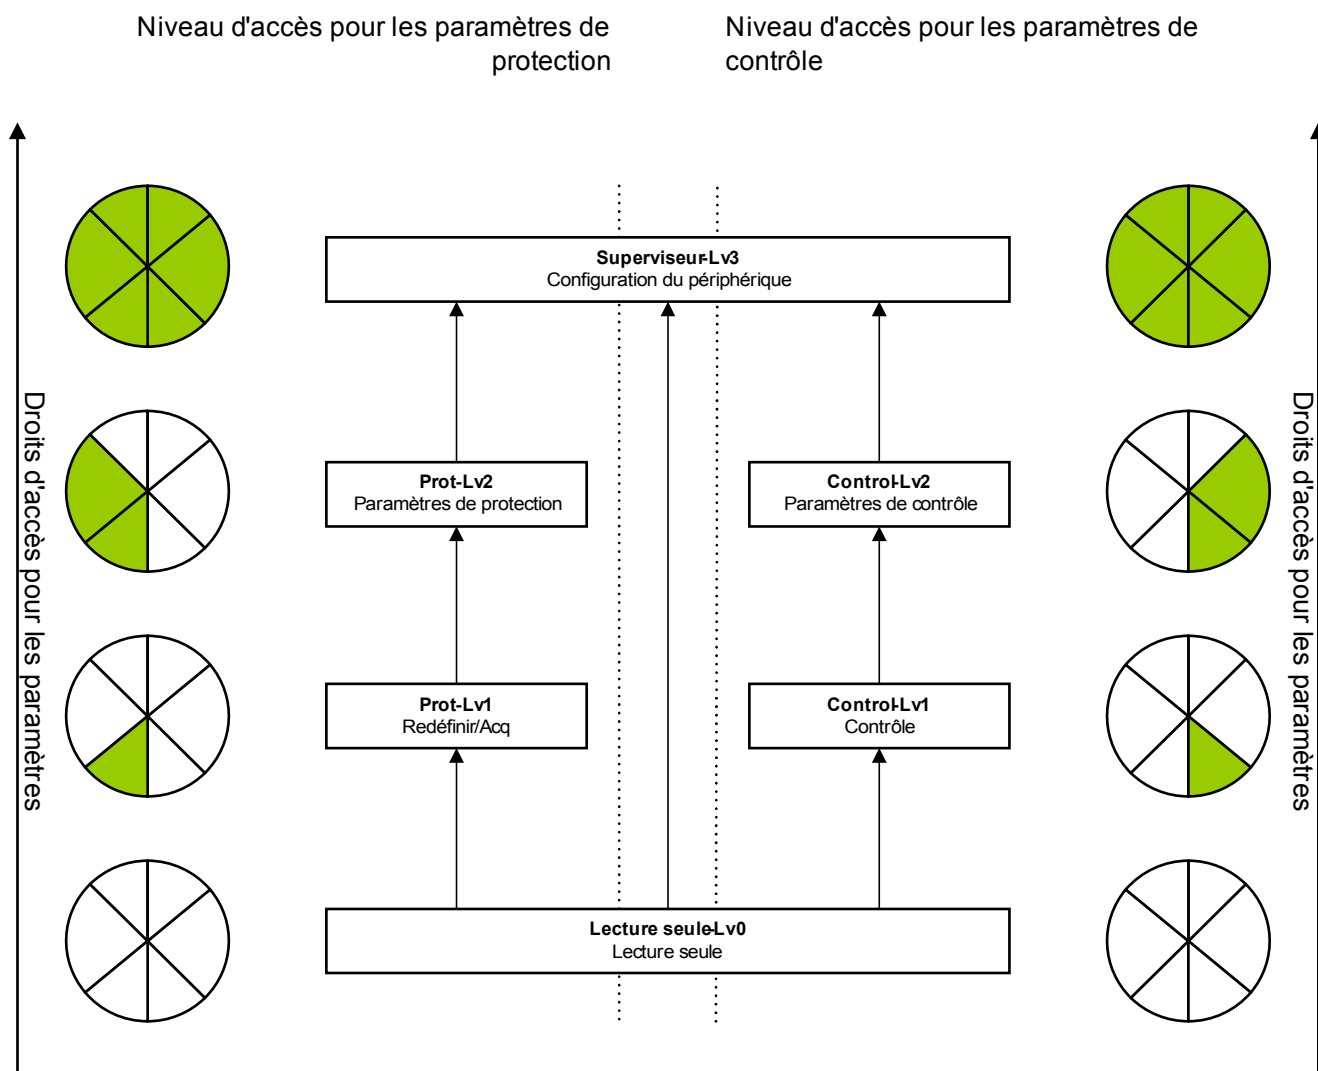 Niveau d'accès pour les paramètres de
protection
Niveau d'accès pour les paramètres de
contrôle
Superviseur-Lv3
Configuration du périphérique
Droits d'accès pour les paramètres
Droits d'accès pour les paramètres
Prot-Lv2
Paramètres de protection
Control-Lv2
Paramètres de contrôle
Prot-Lv1
Redéfinir/Acq
Control-Lv1
Contrôle
Lecture seule-Lv0
Lecture seule